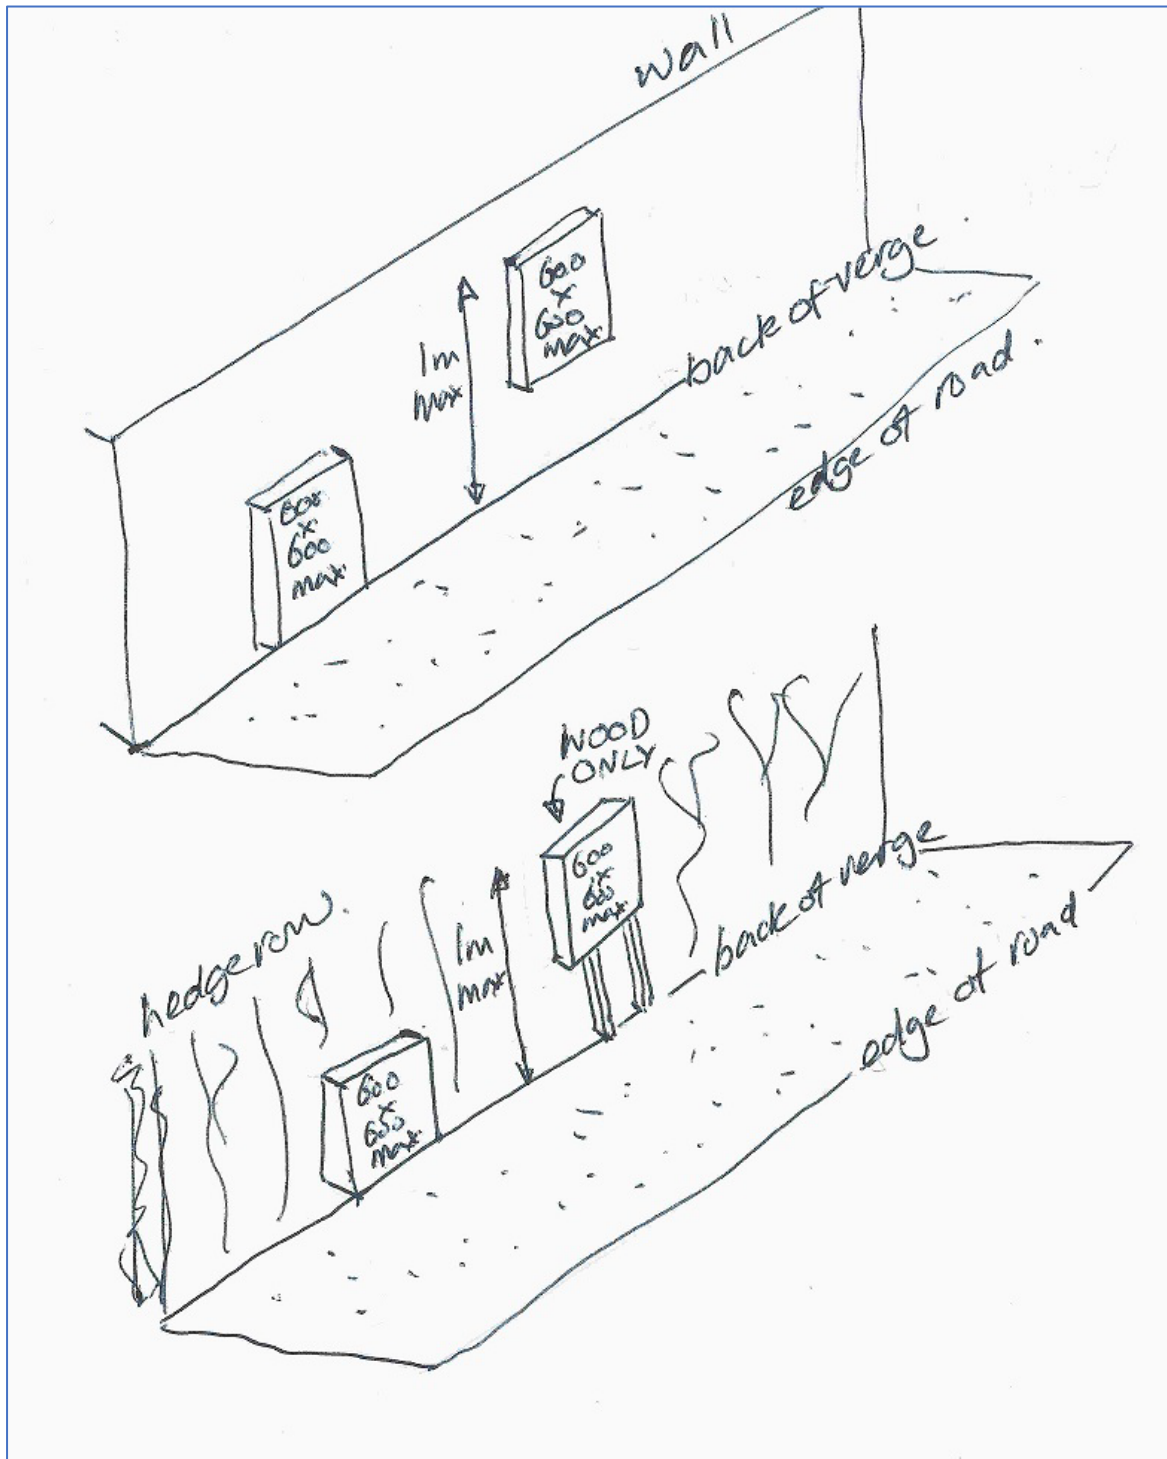 wall
600
x
600
max
back of verge
1m
max
edge of road
600
x
600
max
WOOD
ONLY
600
x
600
max
back of verge
hedgerow
1m
max
edge of road
600
x
600
max